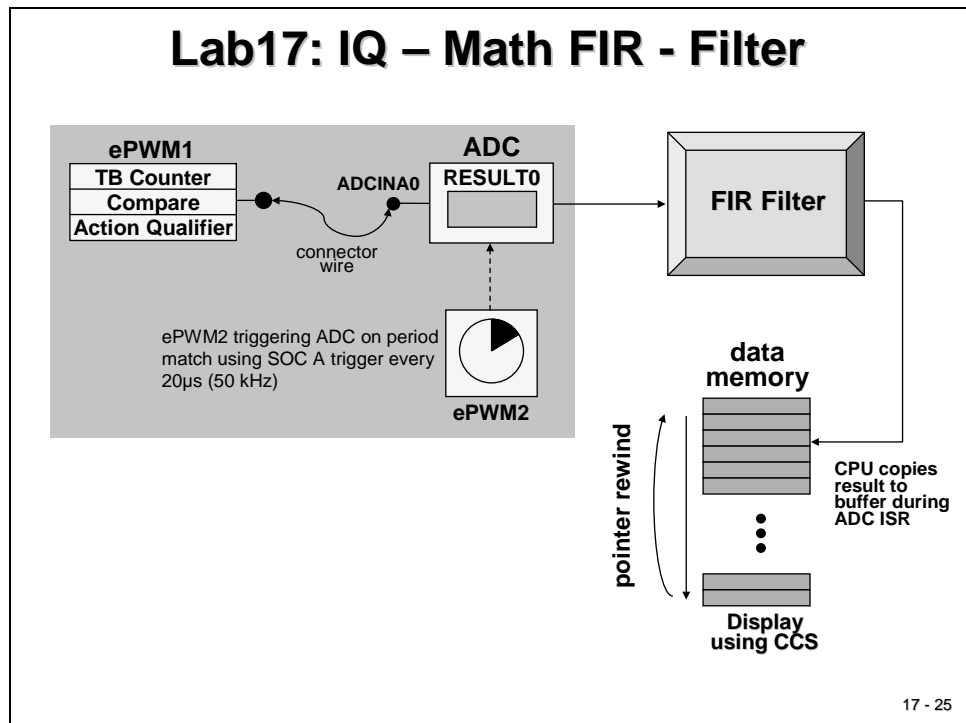 Lab17: IQ – Math FIR - Filter
ePWM1
TB Counter
Compare
Action Qualifier
connector
wire
ADCINA0
ADC
RESULT0
FIR Filter
ePWM2 triggering ADC on period
match using SOC A trigger every
20µs (50 kHz)
ePWM2
data
memory
pointer rewind
CPU copies
result to
buffer during
ADC ISR
Display
using CCS
17 - 25